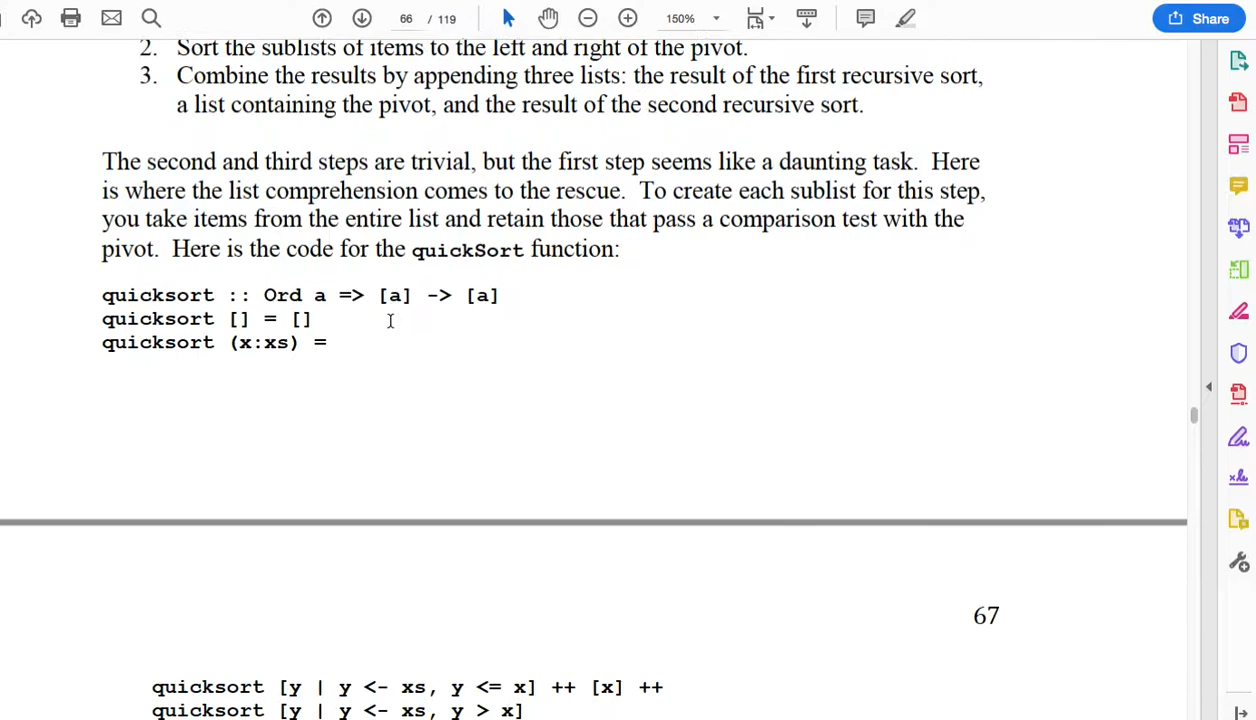 66 / 119
150%
Share
2. Sort the sublists of items to the left and right of the pivot.
3. Combine the results by appending three lists: the result of the first recursive sort,
a list containing the pivot, and the result of the second recursive sort.
The second and third steps are trivial, but the first step seems like a daunting task. Here
is where the list comprehension comes to the rescue. To create each sublist for this step,
you take items from the entire list and retain those that pass a comparison test with the
pivot. Here is the code for the quickSort function:
quicksort :: Ord a => [a] -> [a]
quicksort [] = []
quicksort (x:xs) =
67
quicksort [y | y <- xs, y <= x] ++ [x] ++
quicksort [y | y <- xs, y > x]